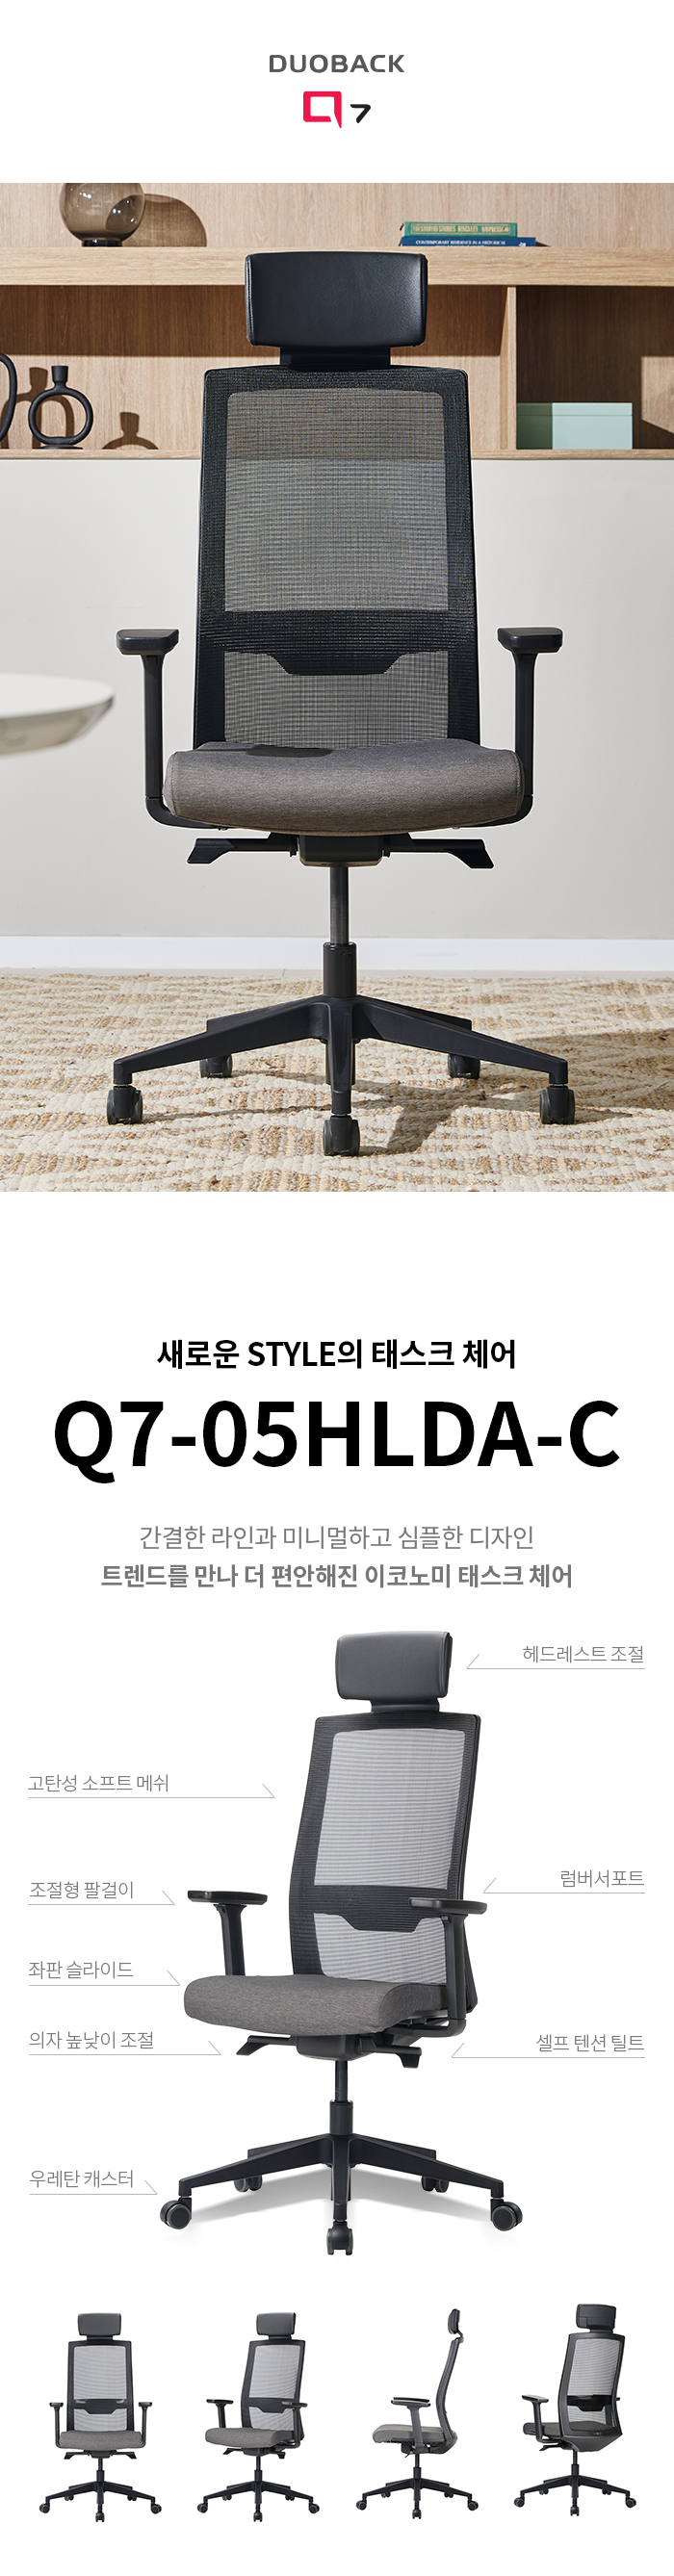 DUOBACK
Q7
새로운 STYLE의 태스크 체어
Q7-05HLDA-C
간결한 라인과 미니멀하고 심플한 디자인
트렌드를 만나 더 편안해진 이코노미 태스크 체어
헤드레스트 조절
고탄성 소프트 메쉬
럼버서포트
조절형 팔걸이
좌판 슬라이드
의자 높낮이 조절
셀프 텐션 틸트
우레탄 캐스터